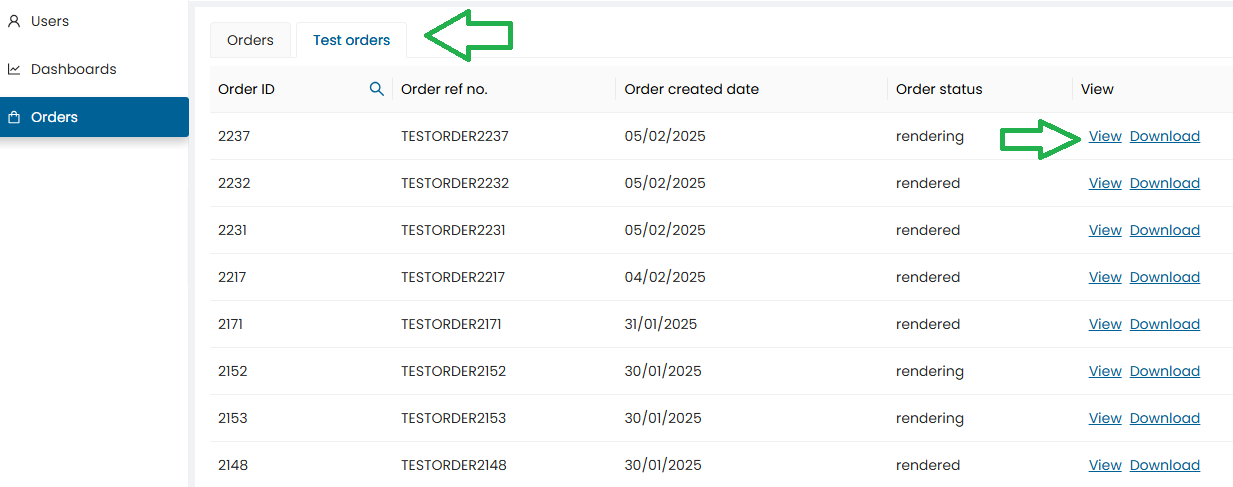 Users
Dashboards
Orders
Orders Test orders
Order ID Order ref no. Order created date Order status View
2237 TESTORDER2237 05/02/2025 rendering View Download
2232 TESTORDER2232 05/02/2025 rendered View Download
2231 TESTORDER2231 05/02/2025 rendered View Download
2217 TESTORDER2217 04/02/2025 rendered View Download
2171 TESTORDER2171 31/01/2025 rendered View Download
2152 TESTORDER2152 30/01/2025 rendering View Download
2153 TESTORDER2153 30/01/2025 rendering View Download
2148 TESTORDER2148 30/01/2025 rendered View Download